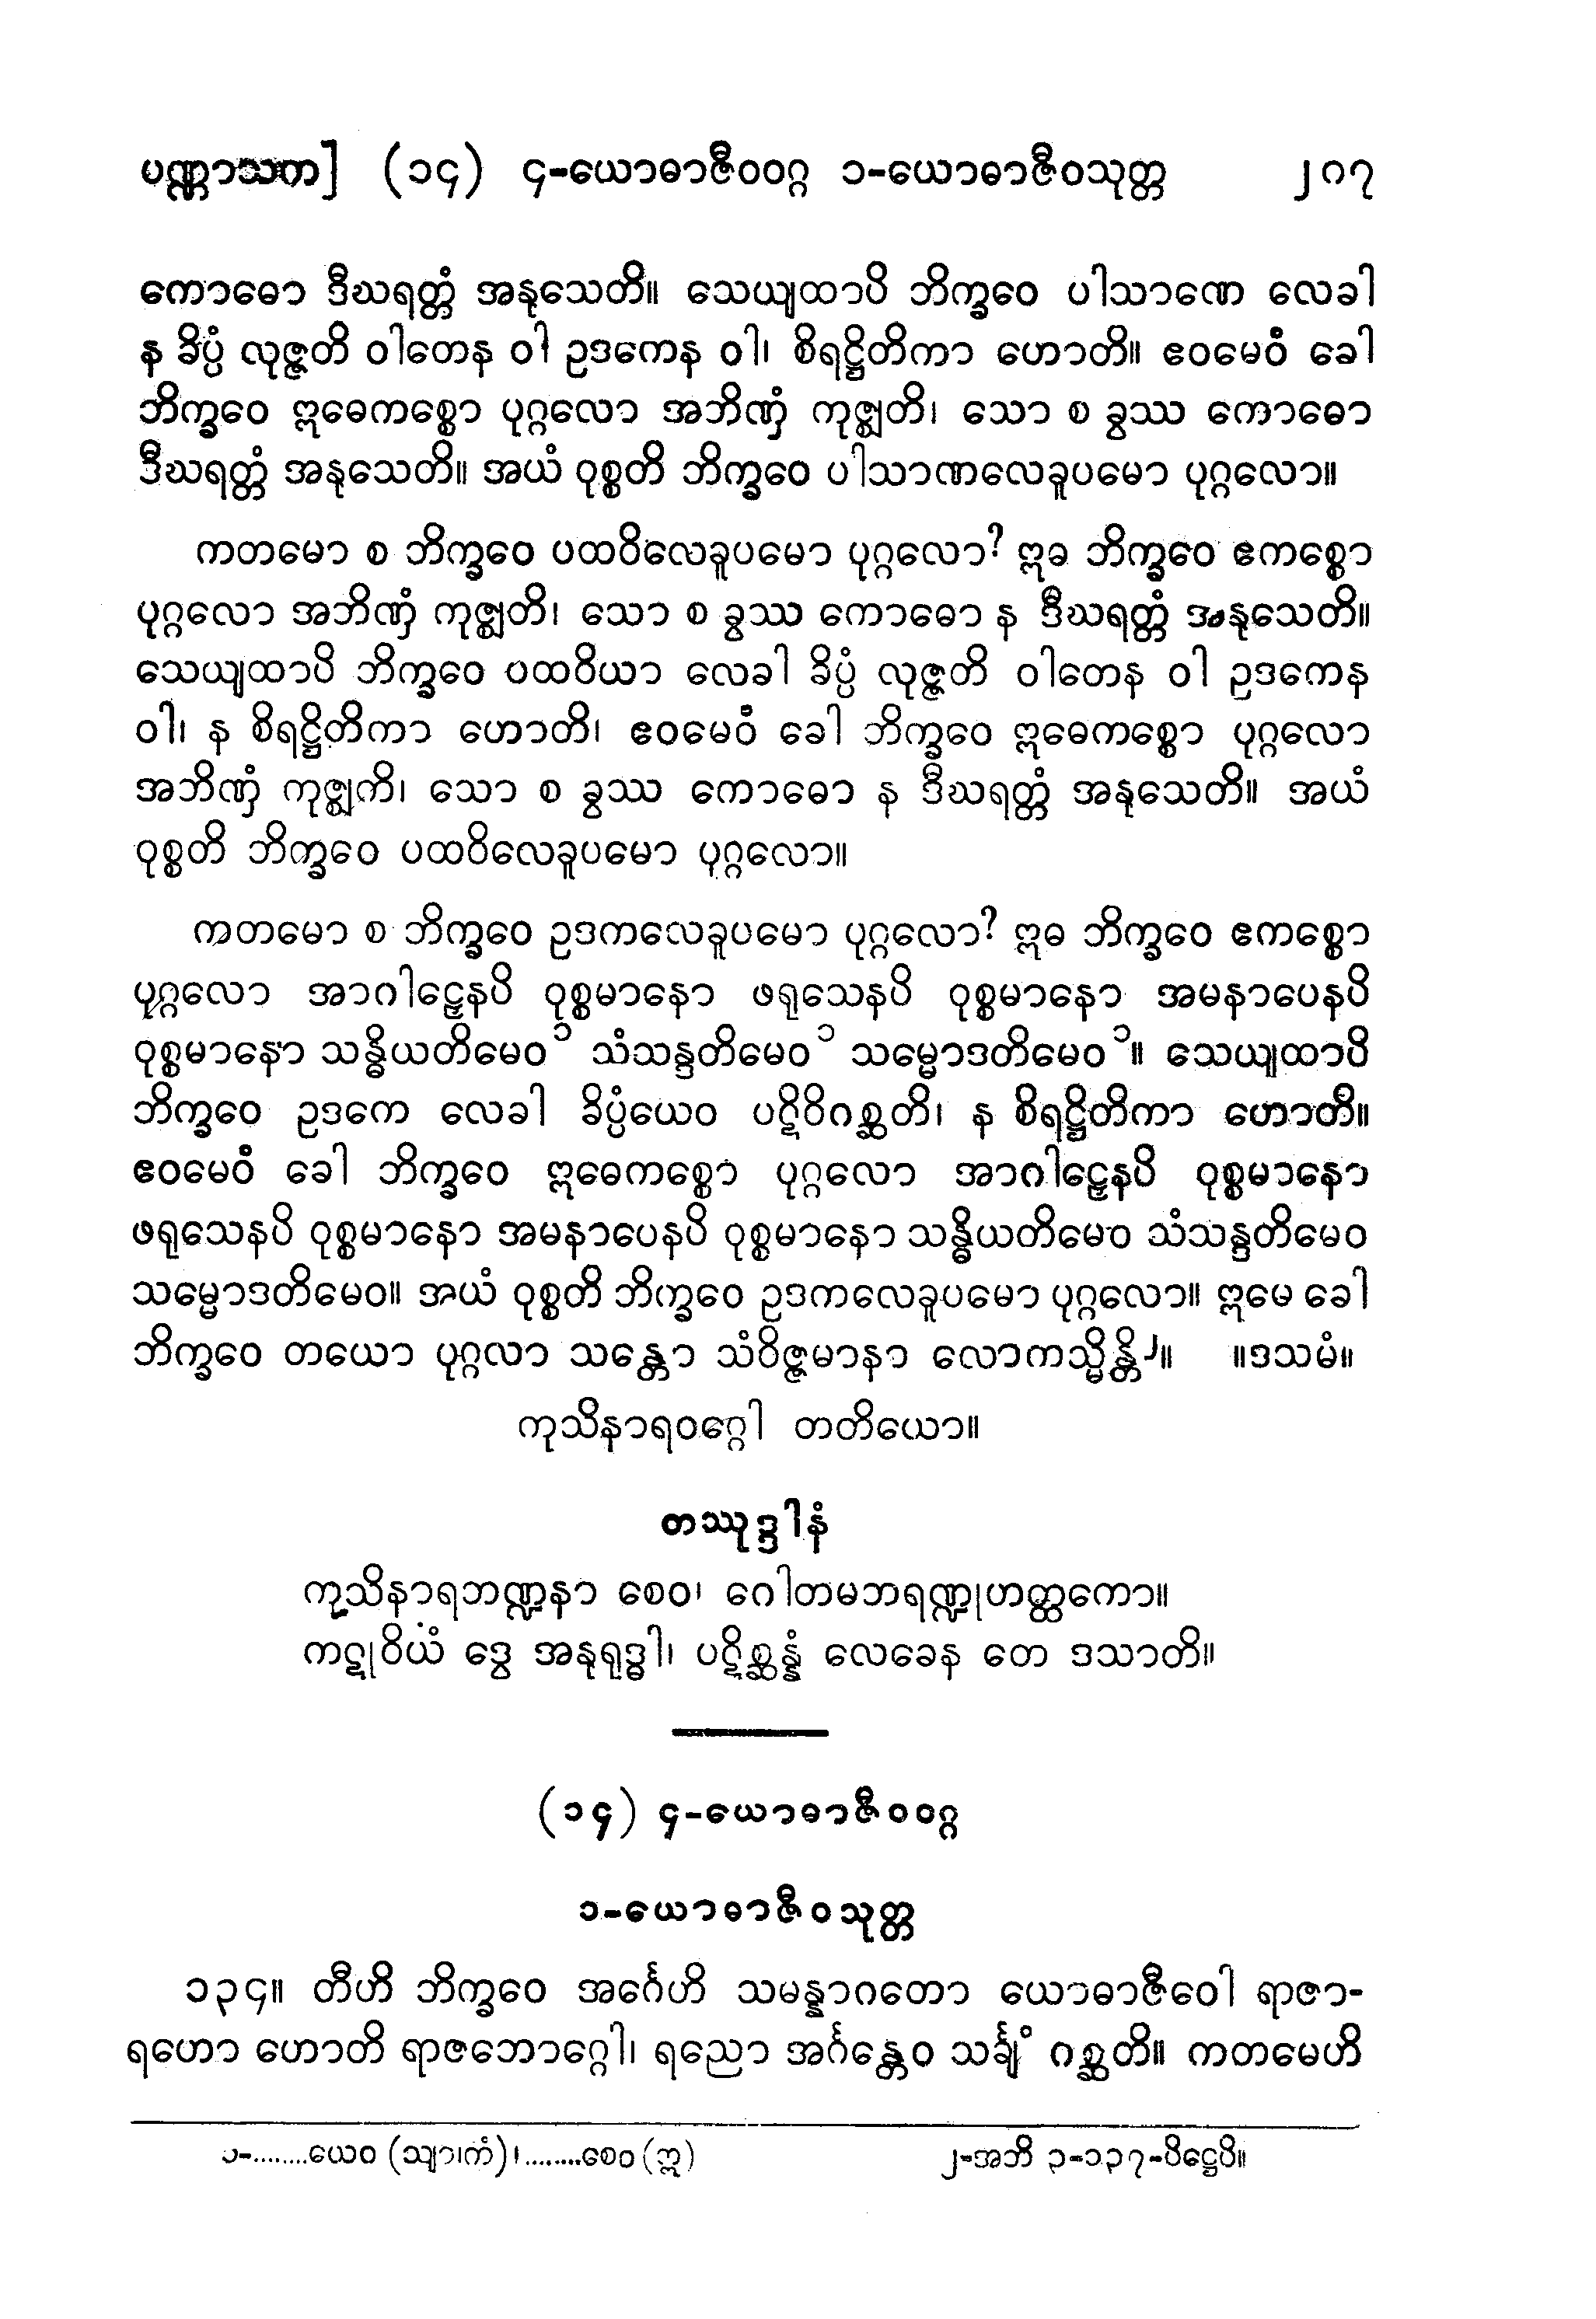 ပဏ္ဏာသက] (၁၄) ၄-ယောဓာဇီဝဝဂ္ဂ ၁-ယောဓာဇီဝသုတ္တ ၂၈၇
ကောဓော ဒီဃရတ္တံ အနုသေတိ။ သေယျထာပိ ဘိက္ခဝေ ပါသာဏေ လေခါ
န ခိပ္ပံ လုဇ္ဇတိ ဝါတေန ဝါ ဥဒကေန ဝါ၊ စိရဋ္ဌိတိကာ ဟောတိ။ ဧဝမေဝံ ခေါ
ဘိက္ခဝေ ဣဓေကစ္စော ပုဂ္ဂလော အဘိဏှံ ကုဇ္ဈတိ၊ သော စ ခွဿ ကောဓော
ဒီဃရတ္တံ အနုသေတိ။ အယံ ဝုစ္စတိ ဘိက္ခဝေ ပါသာဏလေခူပမော ပုဂ္ဂလော။
ကတမော စ ဘိက္ခဝေ ပထဝိလေခူပမော ပုဂ္ဂလော? ဣဓ ဘိက္ခဝေ ဧကစ္စော
ပုဂ္ဂလော အဘိဏှံ ကုဇ္ဈတိ၊ သော စ ခွဿ ကောဓော န ဒီဃရတ္တံ အနုသေတိ။
သေယျထာပိ ဘိက္ခဝေ ပထဝိယာ လေခါ ခိပ္ပံ လုဇ္ဇတိ ဝါတေန ဝါ ဥဒကေန
ဝါ၊ န စိရဋ္ဌိတိကာ ဟောတိ၊ ဧဝမေဝံ ခေါ ဘိက္ခဝေ ဣဓေကစ္စော ပုဂ္ဂလော
အဘိဏှံ ကုဇ္ဈကိ၊ သော စ ခွဿ ကောဓော န ဒီဃရတ္တံ အနုသေတိ။ အယံ
ဝုစ္စတိ ဘိက္ခဝေ ပထဝိလေခူပမော ပုဂ္ဂလော။
ကတမော စ ဘိက္ခဝေ ဥဒကလေခူပမော ပုဂ္ဂလော? ဣဓ ဘိက္ခဝေ ဧကစ္စော
ပုဂ္ဂလော အာဂါဠှေနပိ ဝုစ္စမာနော ဖရုသေနပိ ဝုစ္စမာနော အမနာပေနပိ
ဝုစ္စမာနော သန္ဓိယတိမေဝ ၁ သံသန္ဒတိမေဝ ၁ သမ္မောဒတိမေဝ ၁။ သေယျထာပိ
ဘိက္ခဝေ ဥဒကေ လေခါ ခိပ္ပံယေဝ ပဋိဝိဂစ္ဆတိ၊ န စိရဋ္ဌိတိကာ ဟောတိ။
ဧဝမေဝံ ခေါ ဘိက္ခဝေ ဣဓေကစ္စော ပုဂ္ဂလော အာဂါဠှေနပိ ဝုစ္စမာနော
ဖရုသေနပိ ဝုစ္စမာနော အမနာပေနပိ ဝုစ္စမာနော သန္ဓိယတိမေဝ သံသန္ဒတိမေဝ
သမ္မောဒတိမေဝ။ အယံ ဝုစ္စတိ ဘိက္ခဝေ ဥဒကလေခူပမော ပုဂ္ဂလော။ ဣမေ ခေါ
ဘိက္ခဝေ တယော ပုဂ္ဂလာ သန္တော သံဝိဇ္ဇမာနာ လောကသ္မိန္တိ ၂။ ။ဒသမံ။
ကုသိနာရဝဂ္ဂေါ တတိယော။
တဿုဒ္ဒါနံ
ကုသိနာရဘဏ္ဍနာ စေဝ၊ ဂေါတမဘရဏ္ဍုဟတ္ထကော။
ကဋုဝိယံ ဒွေ အနုရုဒ္ဓါ၊ ပဋိစ္ဆန္နံ လေခေန တေ ဒသာတိ။
(၁၄) ၄-ယောဓာဇီဝဝဂ္ဂ
၁-ယောဓာဇီဝသုတ္တ
၁၃၄။ တီဟိ ဘိက္ခဝေ အင်္ဂေဟိ သမန္နာဂတော ယောဓာဇီဝေါ ရာဇာ-
ရဟော ဟောတိ ရာဇဘောဂ္ဂေါ၊ ရညော အင်္ဂန္တေဝ သင်္ချံ ဂစ္ဆတိ။ ကတမေဟိ
၁-........ယေဝ (သျာ၊ကံ)၊........စေဝ (ဣ) ၂-အဘိ ၃-၁၃၇-ပိဋ္ဌေပိ။